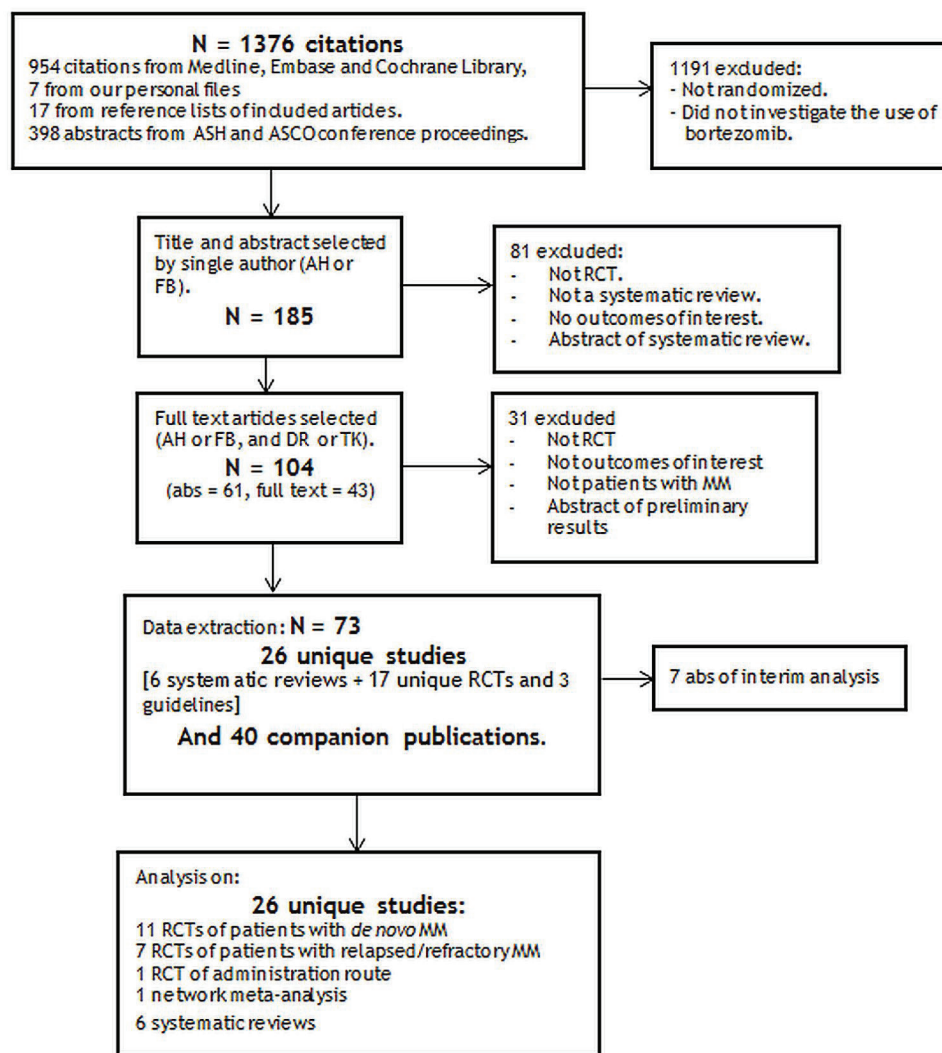 N = 1376 citations
954 citations from Medline, Embase and Cochrane Library,
7 from our personal files
17 from reference lists of included articles.
398 abstracts from ASH and ASCO conference proceedings.
1191 excluded:
- Not randomized.
- Did not investigate the use of
bortezomib.
Title and abstract selected
by single author (AH or
FB).
N = 185
81 excluded:
- Not RCT.
- Not a systematic review.
- No outcomes of interest.
- Abstract of systematic review.
Full text articles selected
(AH or FB, and DR or TK).
N = 104
(abs = 61, full text = 43)
31 excluded
- Not RCT
- Not outcomes of interest
- Not patients with MM
- Abstract of preliminary
results
Data extraction: N = 73
26 unique studies
[6 systematic reviews + 17 unique RCTs and 3
guidelines]
And 40 companion publications.
7 abs of interim analysis
Analysis on:
26 unique studies:
11 RCTs of patients with de novo MM
7 RCTs of patients with relapsed/refractory MM
1 RCT of administration route
1 network meta-analysis
6 systematic reviews